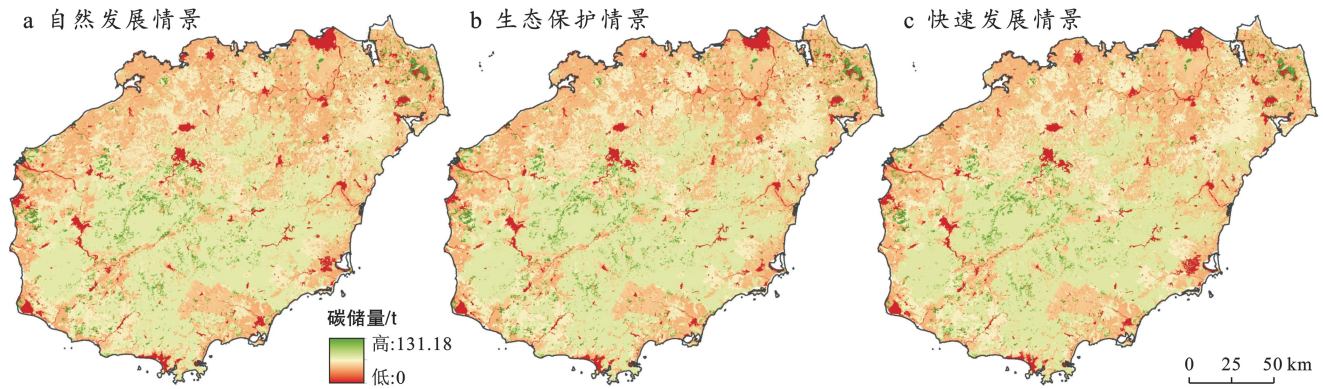 a 自然发展情景
b 生态保护情景
c 快速发展情景
碳储量/t
高:131.18
低:0
0 25 50 km